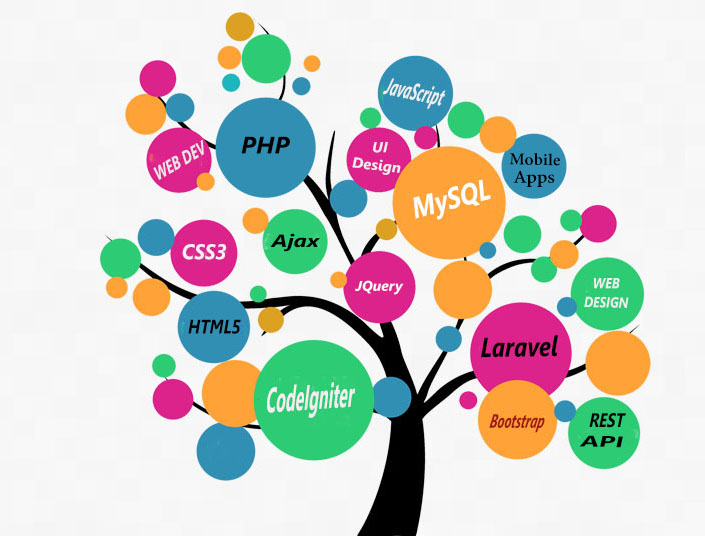 JavaScript
PHP
UI
Design
WEB DEV
Mobile
Apps
MySQL
Ajax
CSS3
JQuery
WEB
DESIGN
HTML5
Laravel
CodeIgniter
Bootstrap
REST
API